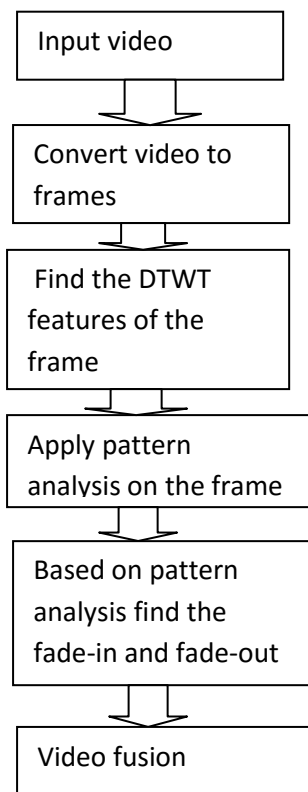 Input video
Convert video to
frames
Find the DTWT
features of the
frame
Apply pattern
analysis on the frame
Based on pattern
analysis find the
fade-in and fade-out
Video fusion